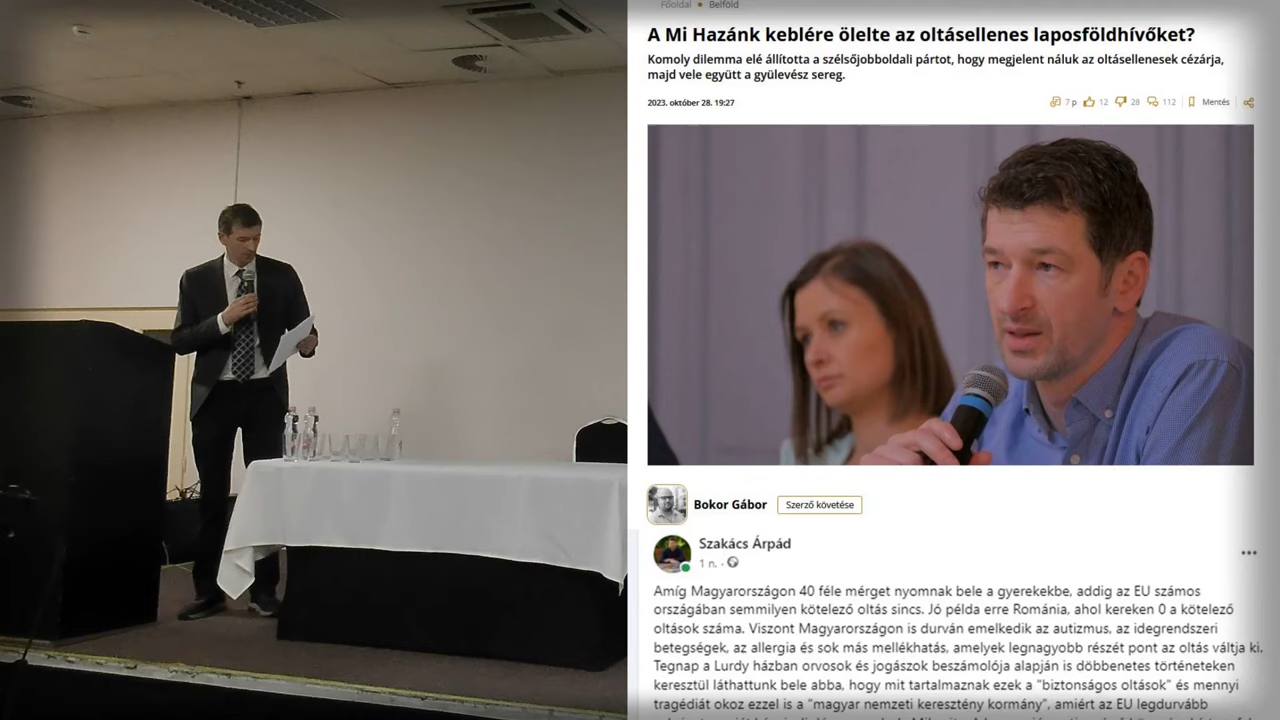 Főoldal • Belföld
A Mi Hazánk keblére ölelte az oltásellenes laposföldhívőket?
Komoly dilemma elé állította a szélsőjobboldali pártot, hogy megjelent náluk az oltásellenesek cézárja,
majd vele együtt a gyülevész sereg.
2023. október 28. 19:27 7 p 12 28 112 Mentés
Bokor Gábor Szerző követése
Szakács Árpád
1 n. ·
Amíg Magyarországon 40 féle mérget nyomnak bele a gyerekekbe, addig az EU számos
országában semmilyen kötelező oltás sincs. Jó példa erre Románia, ahol kereken 0 a kötelező
oltások száma. Viszont Magyarországon is durván emelkedik az autizmus, az idegrendszeri
betegségek, az allergia és sok más mellékhatás, amelyek legnagyobb részét pont az oltás váltja ki.
Tegnap a Lurdy házban orvosok és jogászok beszámolója alapján is döbbenetes történeteken
keresztül láthattunk bele abba, hogy mit tartalmaznak ezek a "biztonságos oltások" és mennyi
tragédiát okoz ezzel is a "magyar nemzeti keresztény kormány", amiért az EU legdurvább